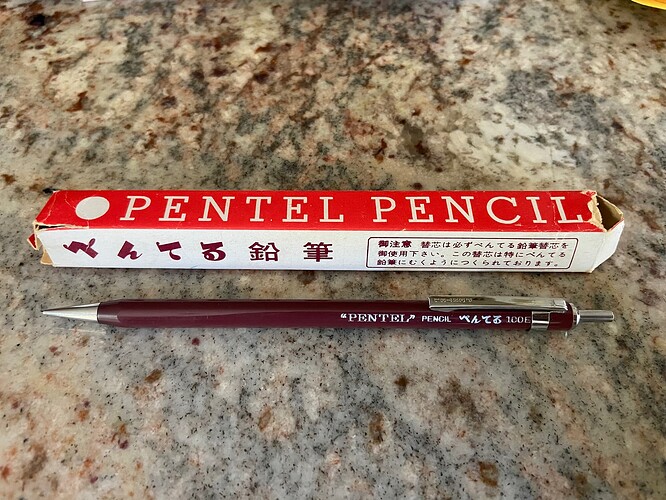 PENTEL PENCIL
ぺんてる 鉛筆
御注意 替芯は必ずぺんてる鉛筆替芯を
御使用下さい。この替芯は特にぺんてる
鉛筆にむくようにつくられております。
"PENTEL" PENCIL ぺんてる 100E